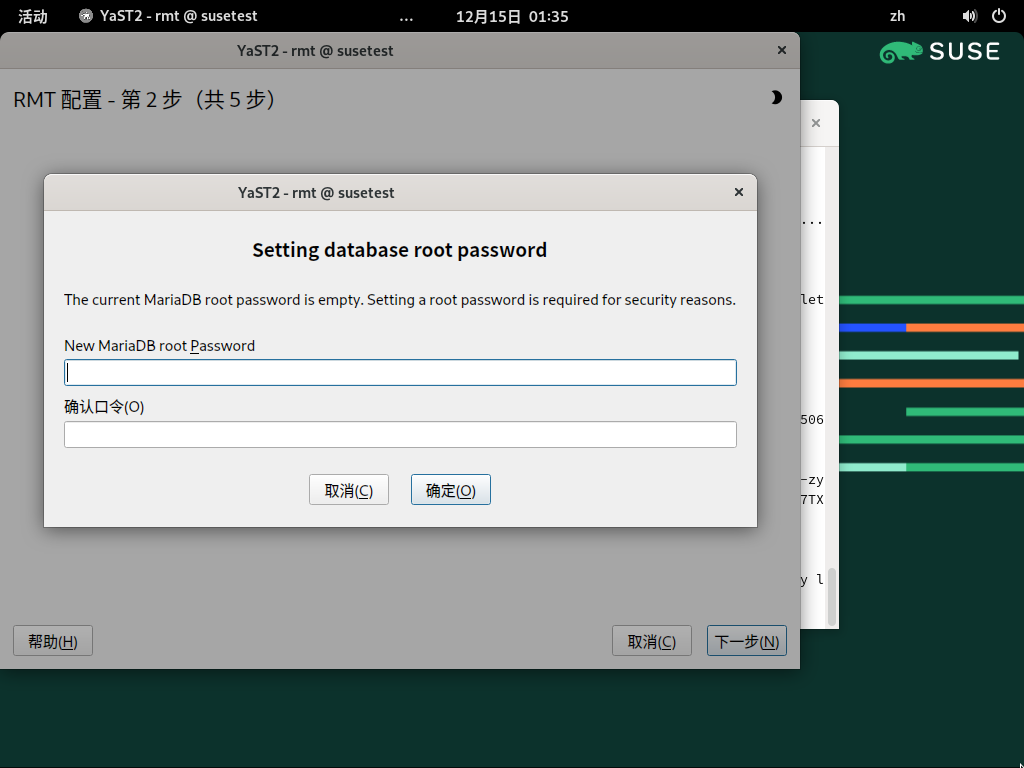 活动 YaST2 - rmt @ susetest ... 12月15日 01:35 zh
YaST2 - rmt @ susetest
SUSE
RMT 配置 - 第 2 步（共 5 步）
YaST2 - rmt @ susetest
...
Setting database root password
The current MariaDB root password is empty. Setting a root password is required for security reasons.
let
New MariaDB root Password
确认口令(O)
506
-zy
取消(C) 确定(O)
7TX
y l
帮助(H) 取消(C) 下一步(N)